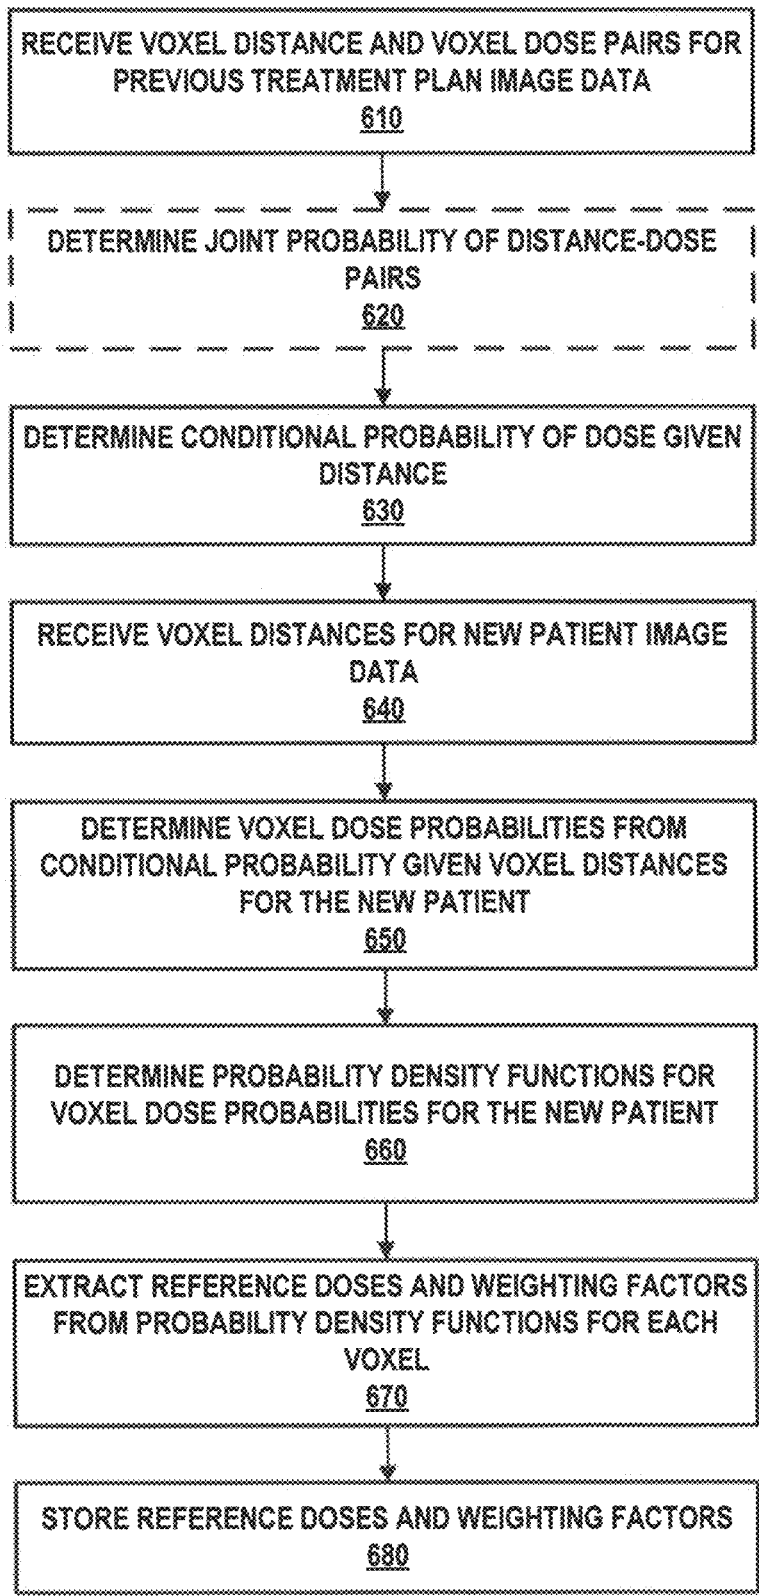 RECEIVE VOXEL DISTANCE AND VOXEL DOSE PAIRS FOR
PREVIOUS TREATMENT PLAN IMAGE DATA
610
DETERMINE JOINT PROBABILITY OF DISTANCE-DOSE
PAIRS
620
DETERMINE CONDITIONAL PROBABILITY OF DOSE GIVEN
DISTANCE
630
RECEIVE VOXEL DISTANCES FOR NEW PATIENT IMAGE
DATA
640
DETERMINE VOXEL DOSE PROBABILITIES FROM
CONDITIONAL PROBABILITY GIVEN VOXEL DISTANCES
FOR THE NEW PATIENT
650
DETERMINE PROBABILITY DENSITY FUNCTIONS FOR
VOXEL DOSE PROBABILITIES FOR THE NEW PATIENT
660
EXTRACT REFERENCE DOSES AND WEIGHTING FACTORS
FROM PROBABILITY DENSITY FUNCTIONS FOR EACH
VOXEL
670
STORE REFERENCE DOSES AND WEIGHTING FACTORS
680